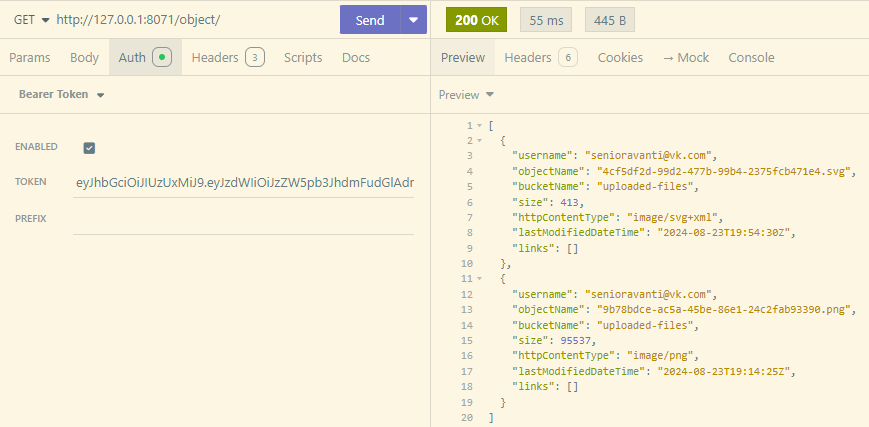 GET http://127.0.0.1:8071/object/ Send
200 OK 55 ms 445 B
Params Body Auth Headers 3 Scripts Docs
Preview Headers 6 Cookies → Mock Console
Bearer Token
Preview
ENABLED
TOKEN eyJhbGciOiJIUzUxMiJ9.eyJzdWIiOiJzZW5pb3JhdmFudGlAdr
PREFIX
1 [
2 {
3 "username": "senioravanti@vk.com",
4 "objectName": "4cf5df2d-99d2-477b-99b4-2375fcb471e4.svg",
5 "bucketName": "uploaded-files",
6 "size": 413,
7 "httpContentType": "image/svg+xml",
8 "lastModifiedDateTime": "2024-08-23T19:54:30Z",
9 "links": []
10 },
11 {
12 "username": "senioravanti@vk.com",
13 "objectName": "9b78bdce-ac5a-45be-86e1-24c2fab93390.png",
14 "bucketName": "uploaded-files",
15 "size": 95537,
16 "httpContentType": "image/png",
17 "lastModifiedDateTime": "2024-08-23T19:14:25Z",
18 "links": []
19 }
20 ]